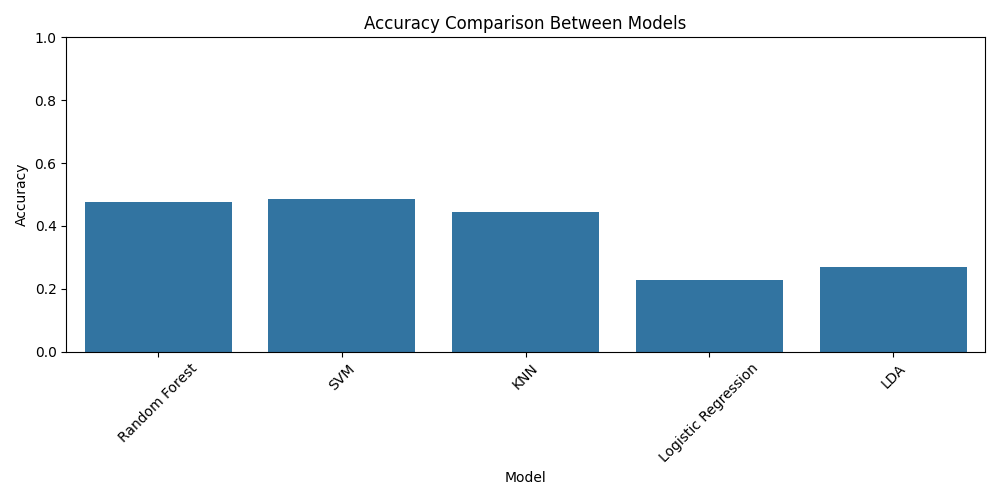 Accuracy Comparison Between Models
Accuracy
1.0
0.8
0.6
0.4
0.2
0.0
Random Forest
SVM
KNN
Logistic Regression
LDA
Model